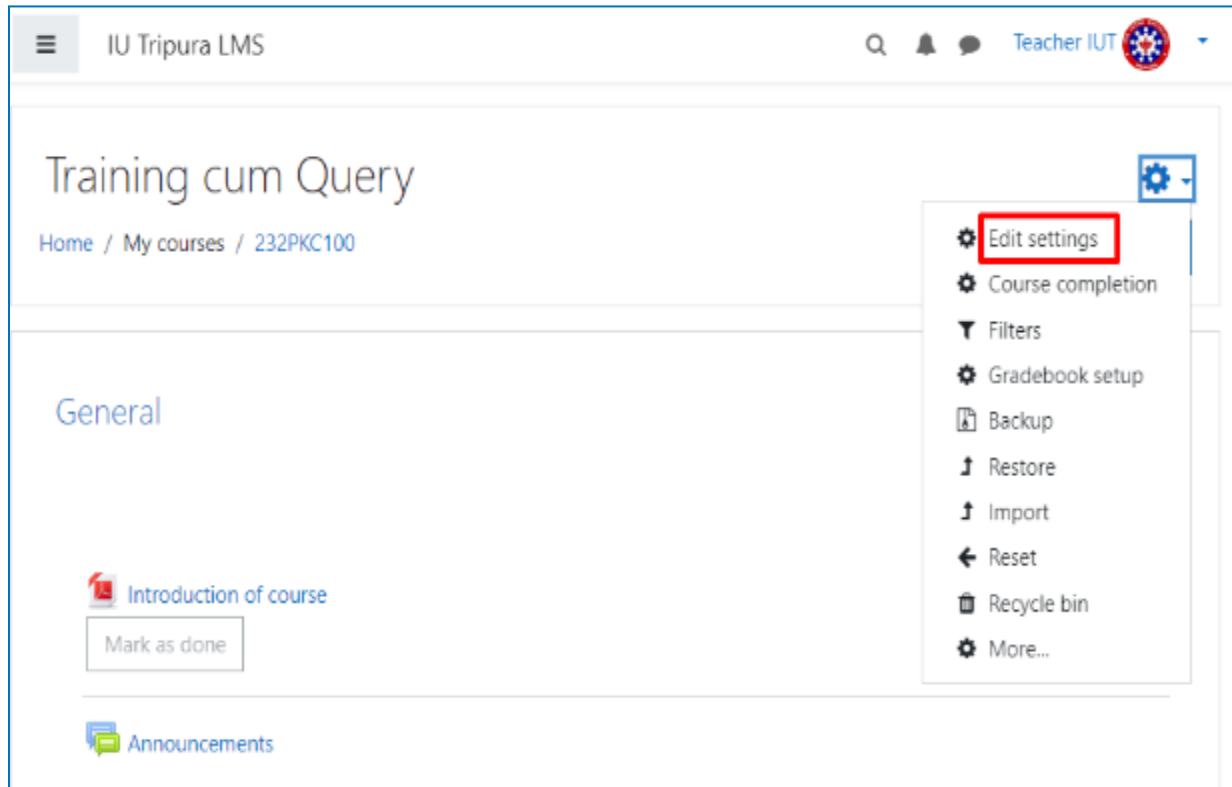 IU Tripura LMS
Teacher IUT
Training cum Query
Home / My courses / 232PKC100
Edit settings
Course completion
Filters
Gradebook setup
Backup
Restore
Import
Reset
Recycle bin
More...
General
Introduction of course
Mark as done
Announcements